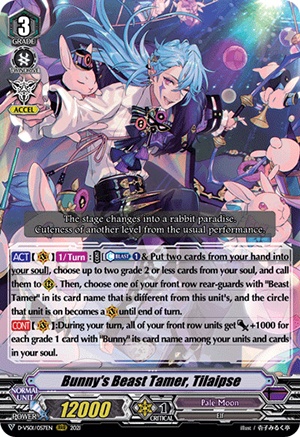 3
GRADE
TWIN DRIVE!!
ACCEL
The stage changes into a rabbit paradise.
Cuteness of another level from the usual performance.
ACT [ ] 1/Turn [ BLAST 1 & Put two cards from your hand into
your soul], choose up to two grade 2 or less cards from your soul, and call
them to . Then, choose one of your front row rear-guards with "Beast
Tamer" in its card name that is different from this unit's, and the circle
that unit is on becomes a until end of turn.
CONT [ ]:During your turn, all of your front row units get +1000 for
each grade 1 card with "Bunny" its card name among your units and cards
in your soul.
Bunny's Beast Tamer, Tilaipse
NORMAL
UNIT
POWER
12000
1
CRITICAL
Pale Moon
Elf
D-VS01/057EN RRR 2021